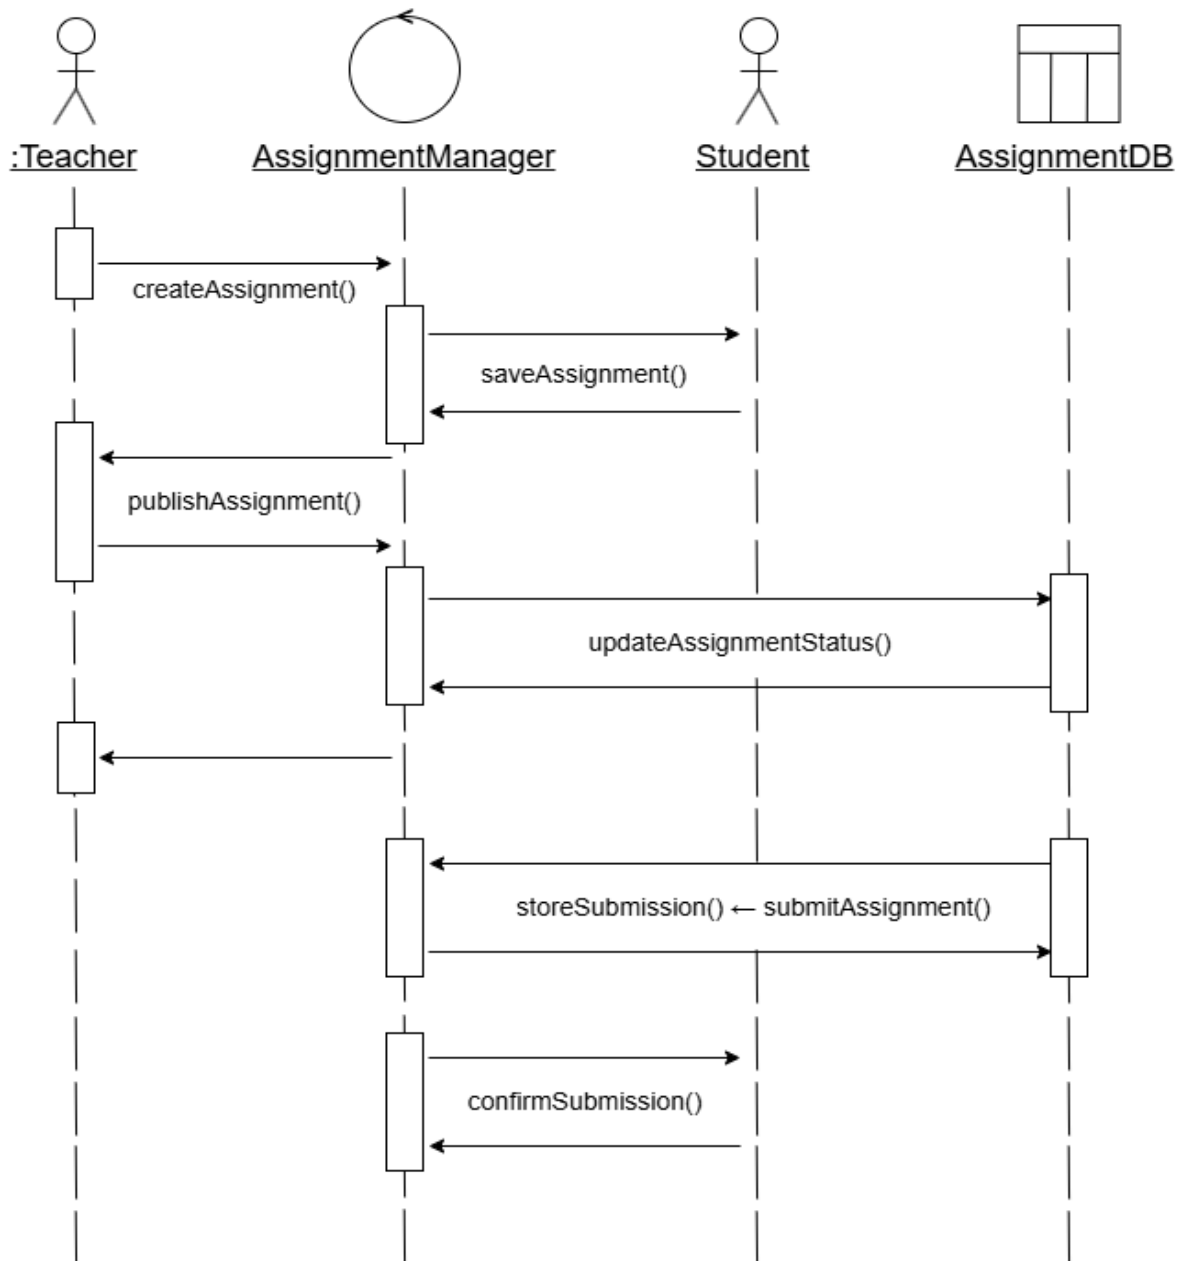 :Teacher
AssignmentManager
Student
AssignmentDB
createAssignment()
saveAssignment()
publishAssignment()
updateAssignmentStatus()
storeSubmission() ← submitAssignment()
confirmSubmission()